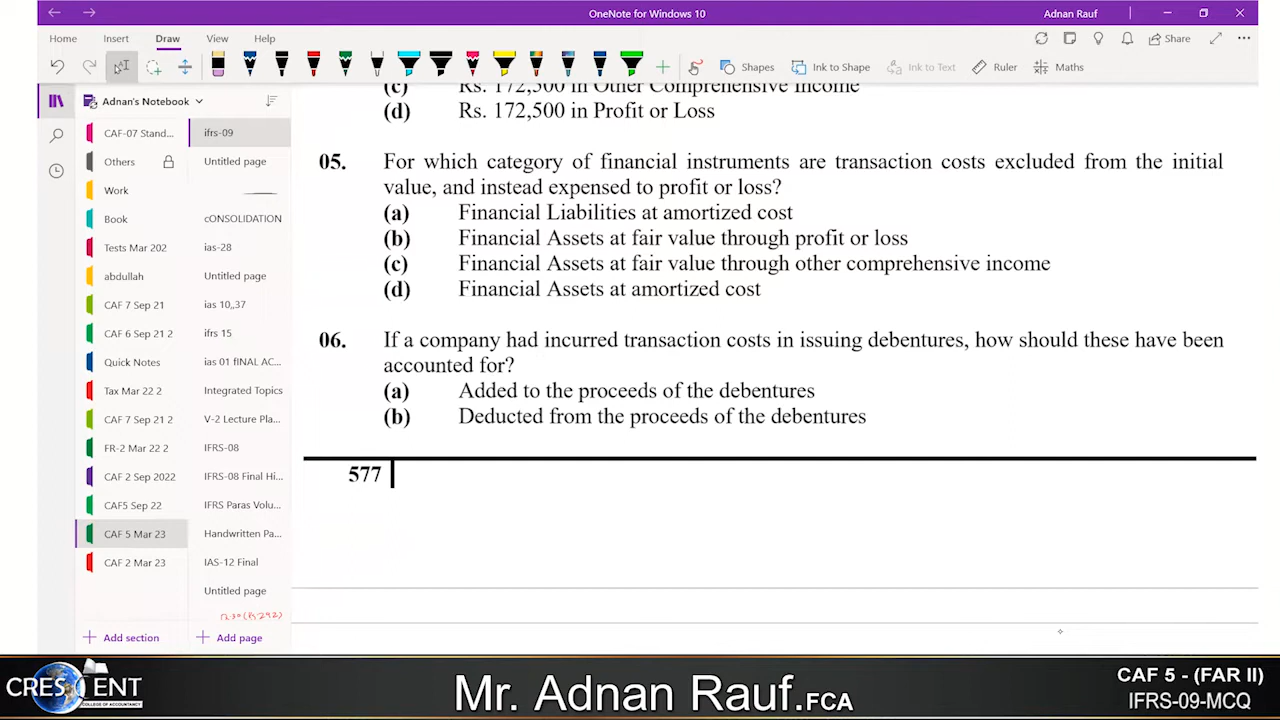 OneNote for Windows 10
Adnan Rauf
Home Insert Draw View Help
Share
Shapes Ink to Shape Ink to Text Ruler Maths
Adnan's Notebook
CAF-07 Stand...
Others
Work
Book
Tests Mar 202
abdullah
CAF 7 Sep 21
CAF 6 Sep 21 2
Quick Notes
Tax Mar 22 2
CAF 7 Sep 21 2
FR-2 Mar 22 2
CAF 2 Sep 2022
CAF5 Sep 22
CAF 5 Mar 23
CAF 2 Mar 23
Add section
ifrs-09
Untitled page
cONSOLIDATION
ias-28
Untitled page
ias 10,,37
ifrs 15
ias 01 fINAL AC...
Integrated Topics
V-2 Lecture Pla...
IFRS-08
IFRS-08 Final Hi...
IFRS Paras Volu...
Handwritten Pa...
IAS-12 Final
Untitled page
Add page
(c) Rs. 172,500 in Other Comprehensive Income
(d) Rs. 172,500 in Profit or Loss
05. For which category of financial instruments are transaction costs excluded from the initial
value, and instead expensed to profit or loss?
(a) Financial Liabilities at amortized cost
(b) Financial Assets at fair value through profit or loss
(c) Financial Assets at fair value through other comprehensive income
(d) Financial Assets at amortized cost
06. If a company had incurred transaction costs in issuing debentures, how should these have been
accounted for?
(a) Added to the proceeds of the debentures
(b) Deducted from the proceeds of the debentures
577
CRESCENT
COLLEGE OF ACCOUNTANCY
Mr. Adnan Rauf.FCA
CAF 5 - (FAR II)
IFRS-09-MCQ